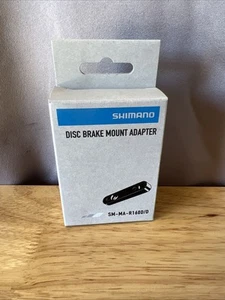 SHIMANO
DISC BRAKE MOUNT ADAPTER
SM-MA-R160D/D